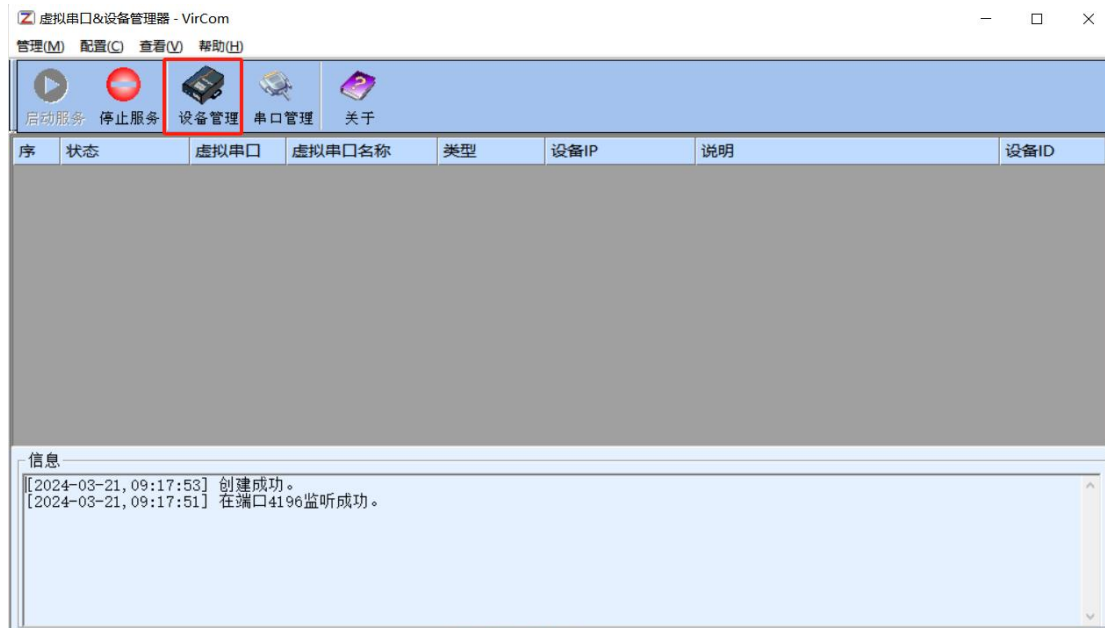 虚拟串口&设备管理器 - VirCom
管理(M) 配置(C) 查看(V) 帮助(H)
启动服务 停止服务 设备管理 串口管理 关于
序 状态 虚拟串口 虚拟串口名称 类型 设备IP 说明 设备ID
信息
[2024-03-21,09:17:53] 创建成功。
[2024-03-21,09:17:51] 在端口4196监听成功。